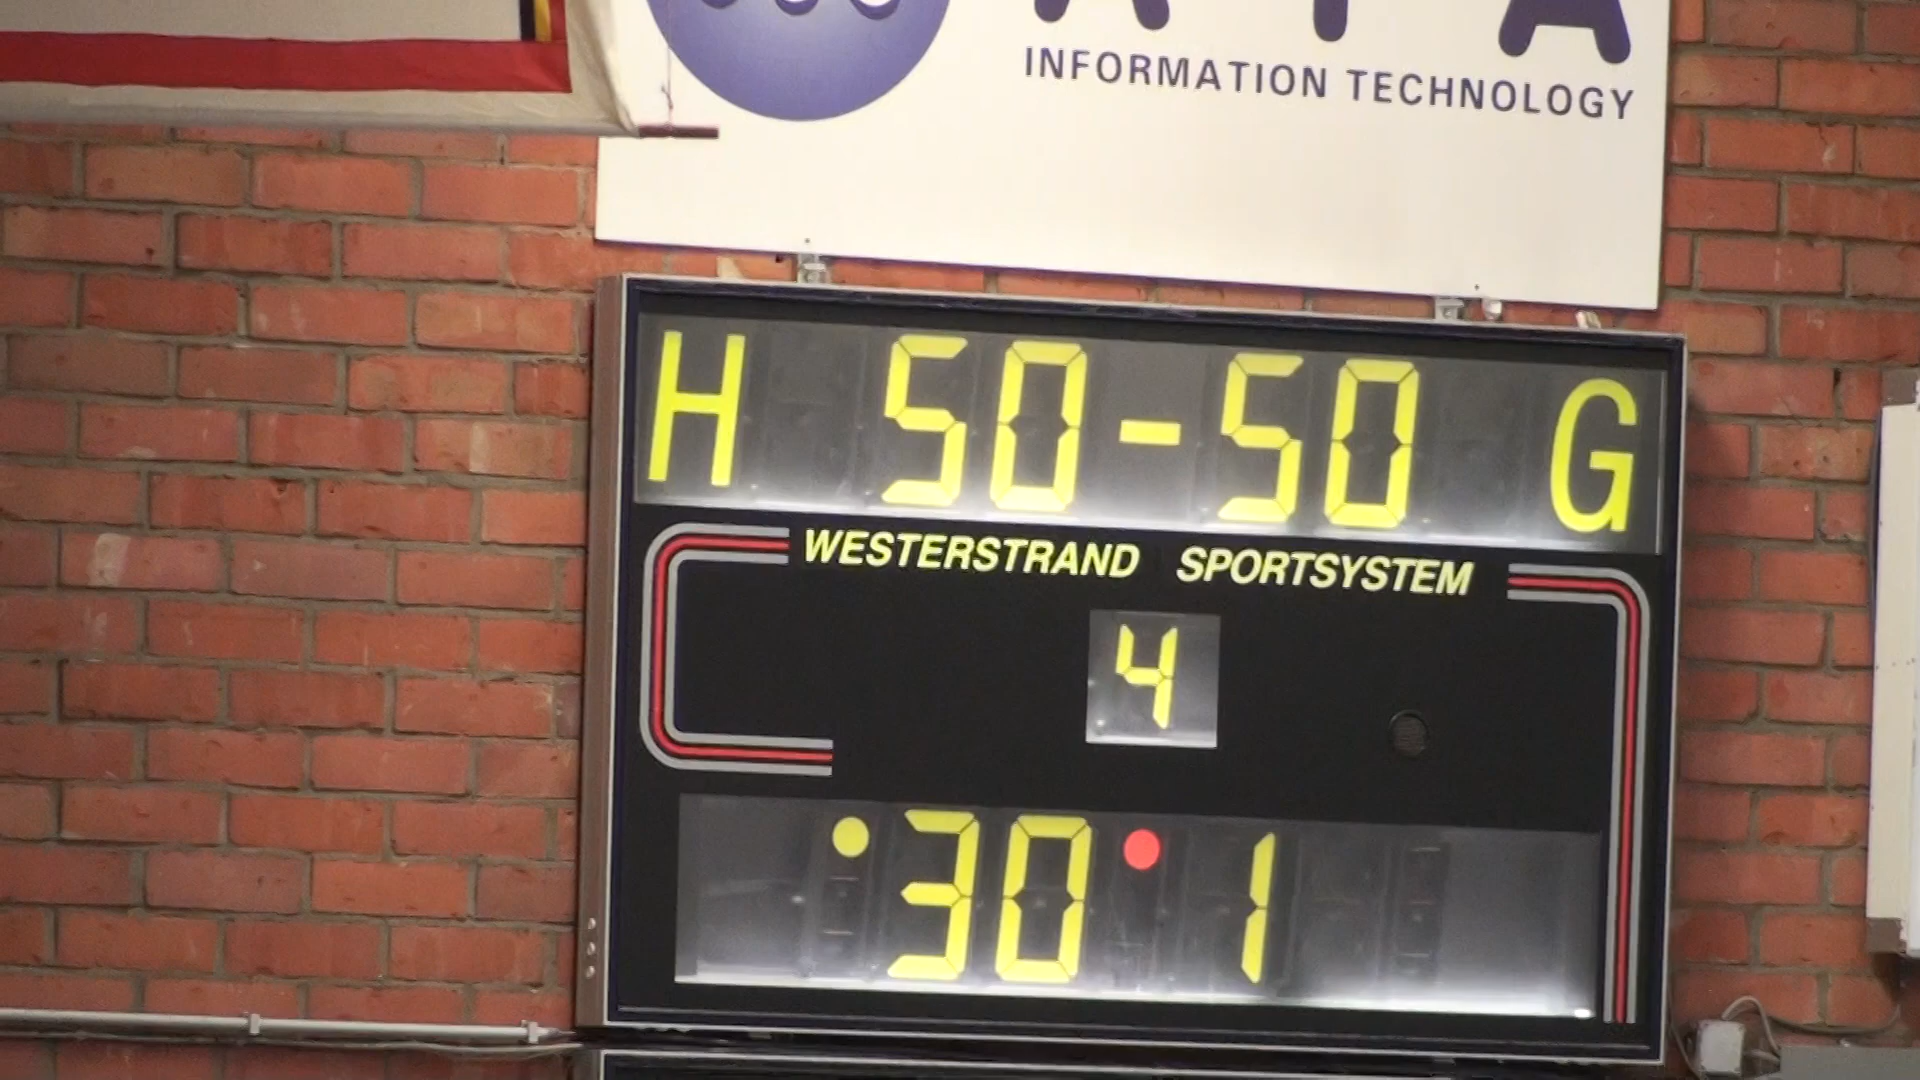 INFORMATION TECHNOLOGY
H 50-50 G
WESTERSTRAND SPORTSYSTEM
4
30 1